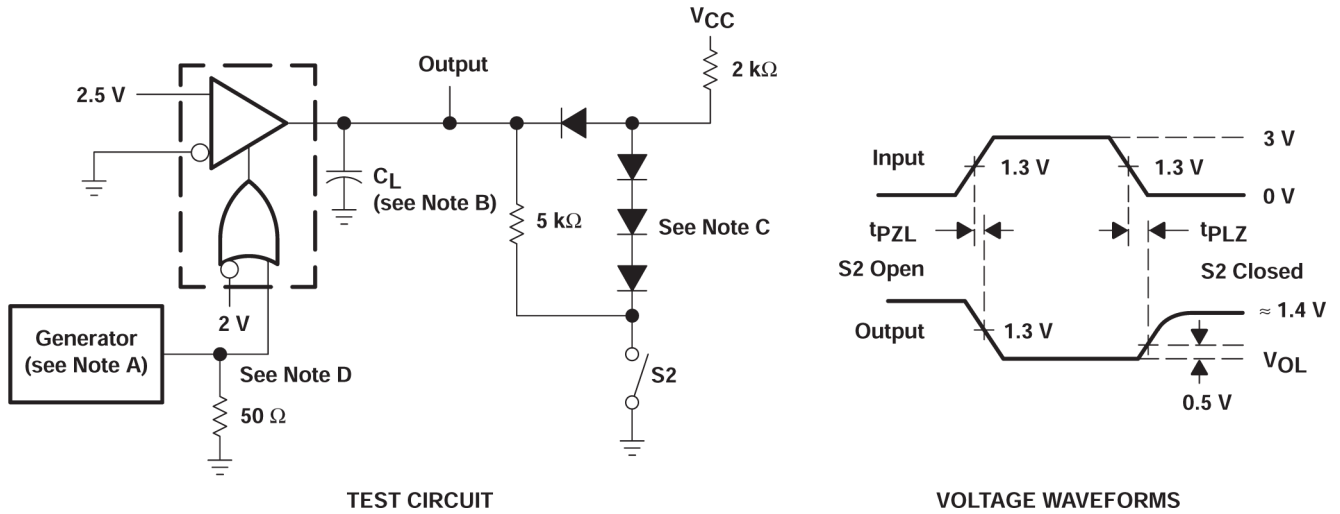 VCC
2 kΩ
Output
2.5 V
CL
(see Note B)
5 kΩ
See Note C
2 V
Generator
(see Note A)
See Note D
50 Ω
S2
TEST CIRCUIT
3 V
Input
1.3 V
1.3 V
0 V
tPZL
tPLZ
S2 Open
S2 Closed
≈ 1.4 V
Output
1.3 V
VOL
0.5 V
VOLTAGE WAVEFORMS